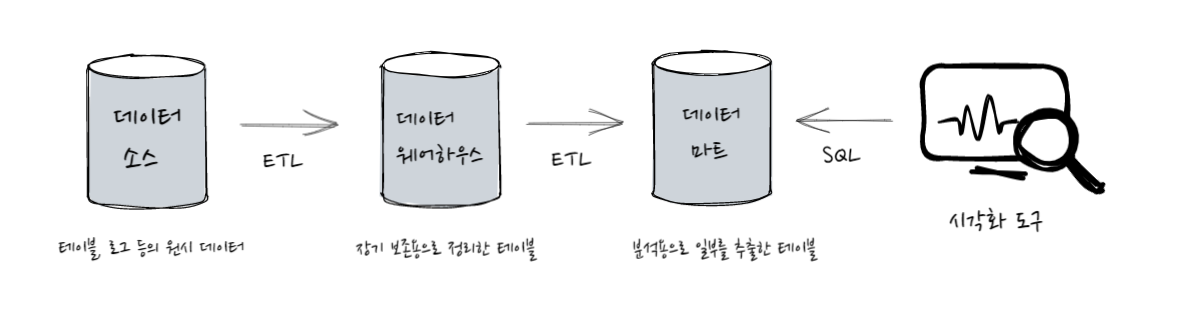 데이터
소스
ETL
데이터
웨어하우스
ETL
데이터
마트
SQL
시각화 도구
테이블, 로그 등의 원시 데이터
장기 보존용으로 정리한 테이블
분석용으로 일부를 추출한 테이블